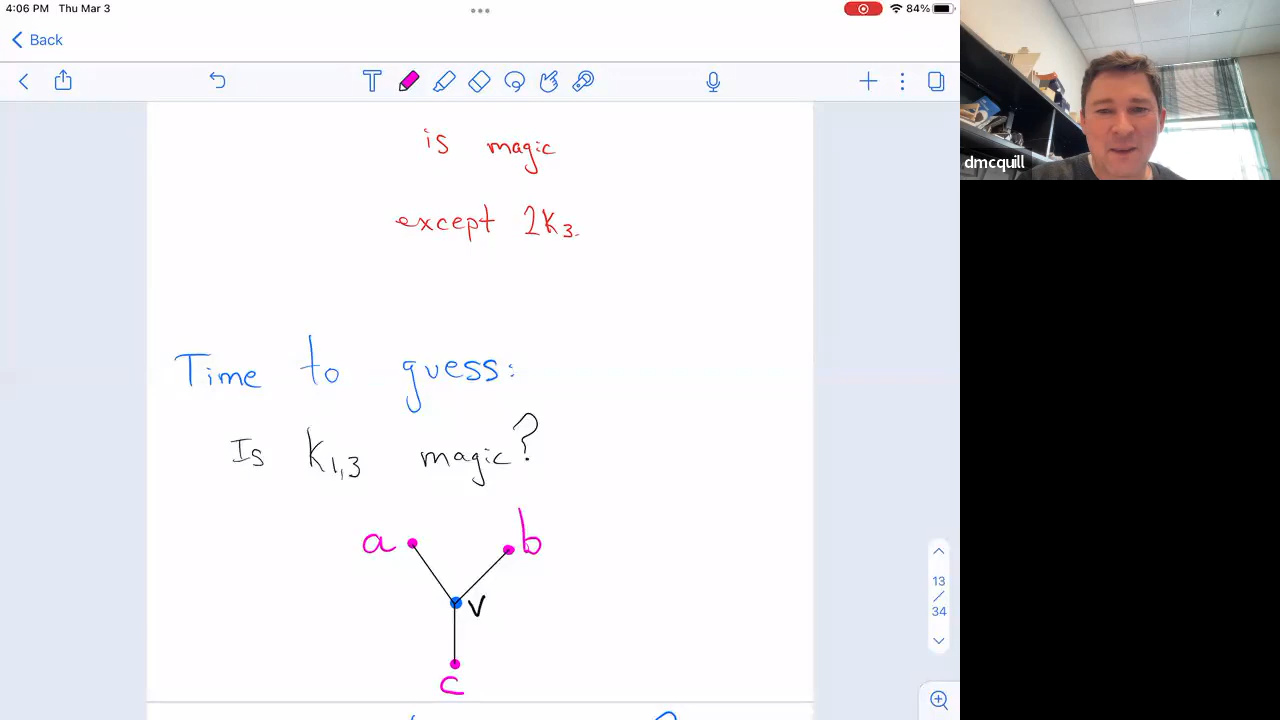 4:06 PM Thu Mar 3
84%
Back
T
dmcquill
is magic
except 2K3.
Time to guess:
Is K1,3 magic?
a
b
v
c
13
/
34